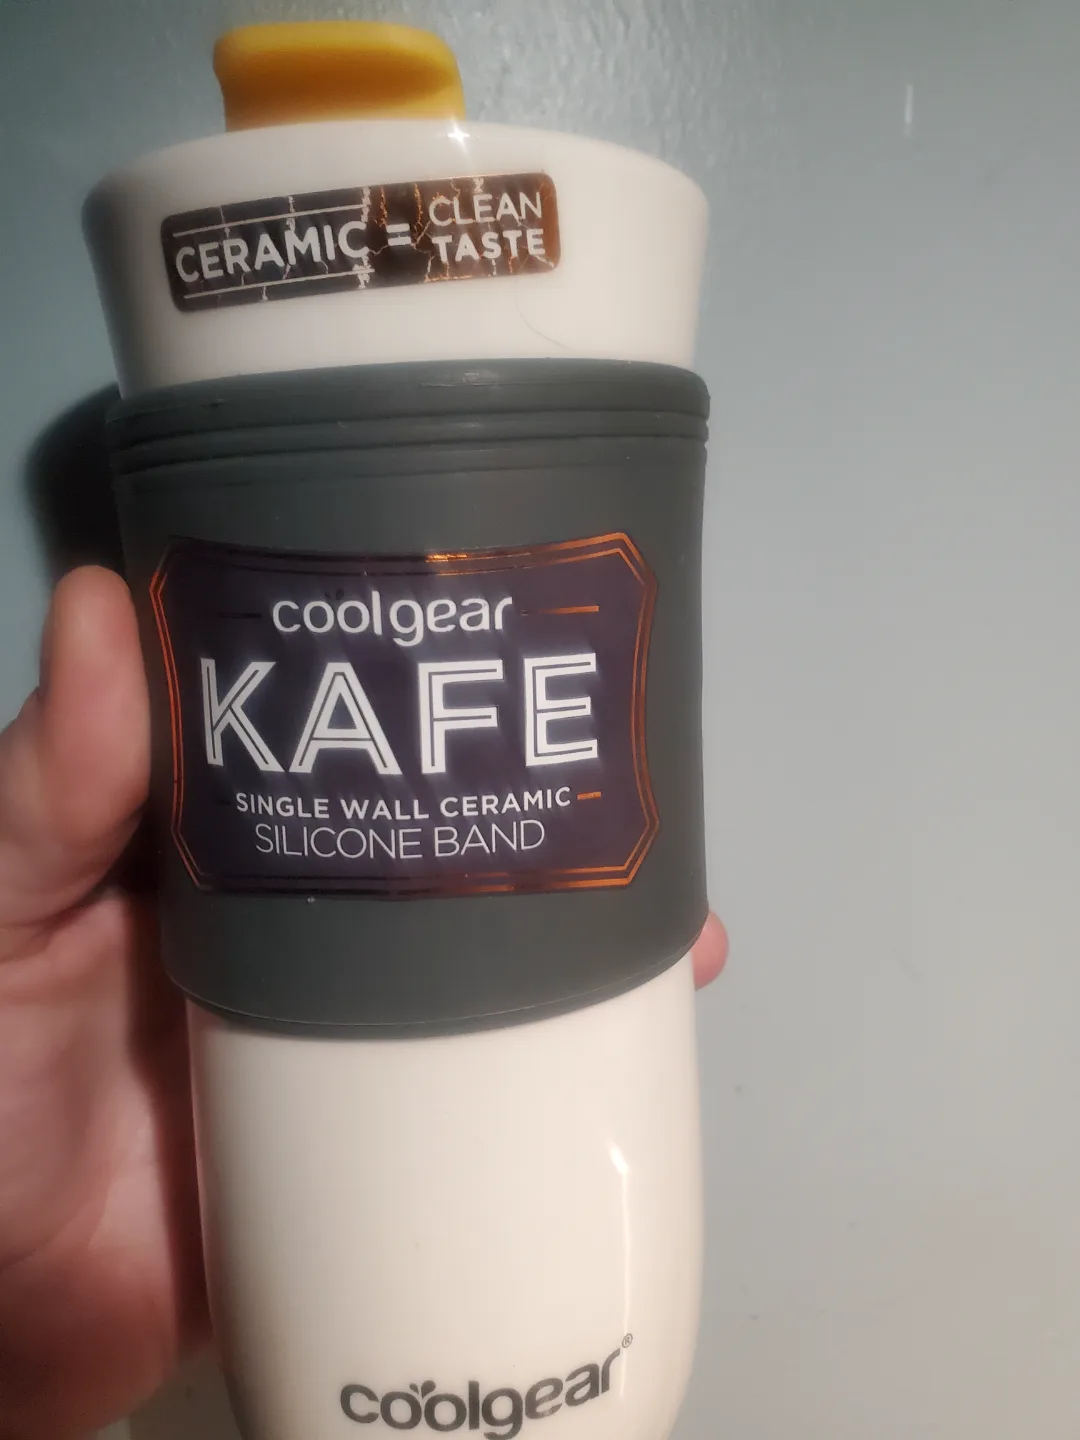 CERAMIC = CLEAN TASTE
coolgear
KAFE
SINGLE WALL CERAMIC
SILICONE BAND
coolgear®